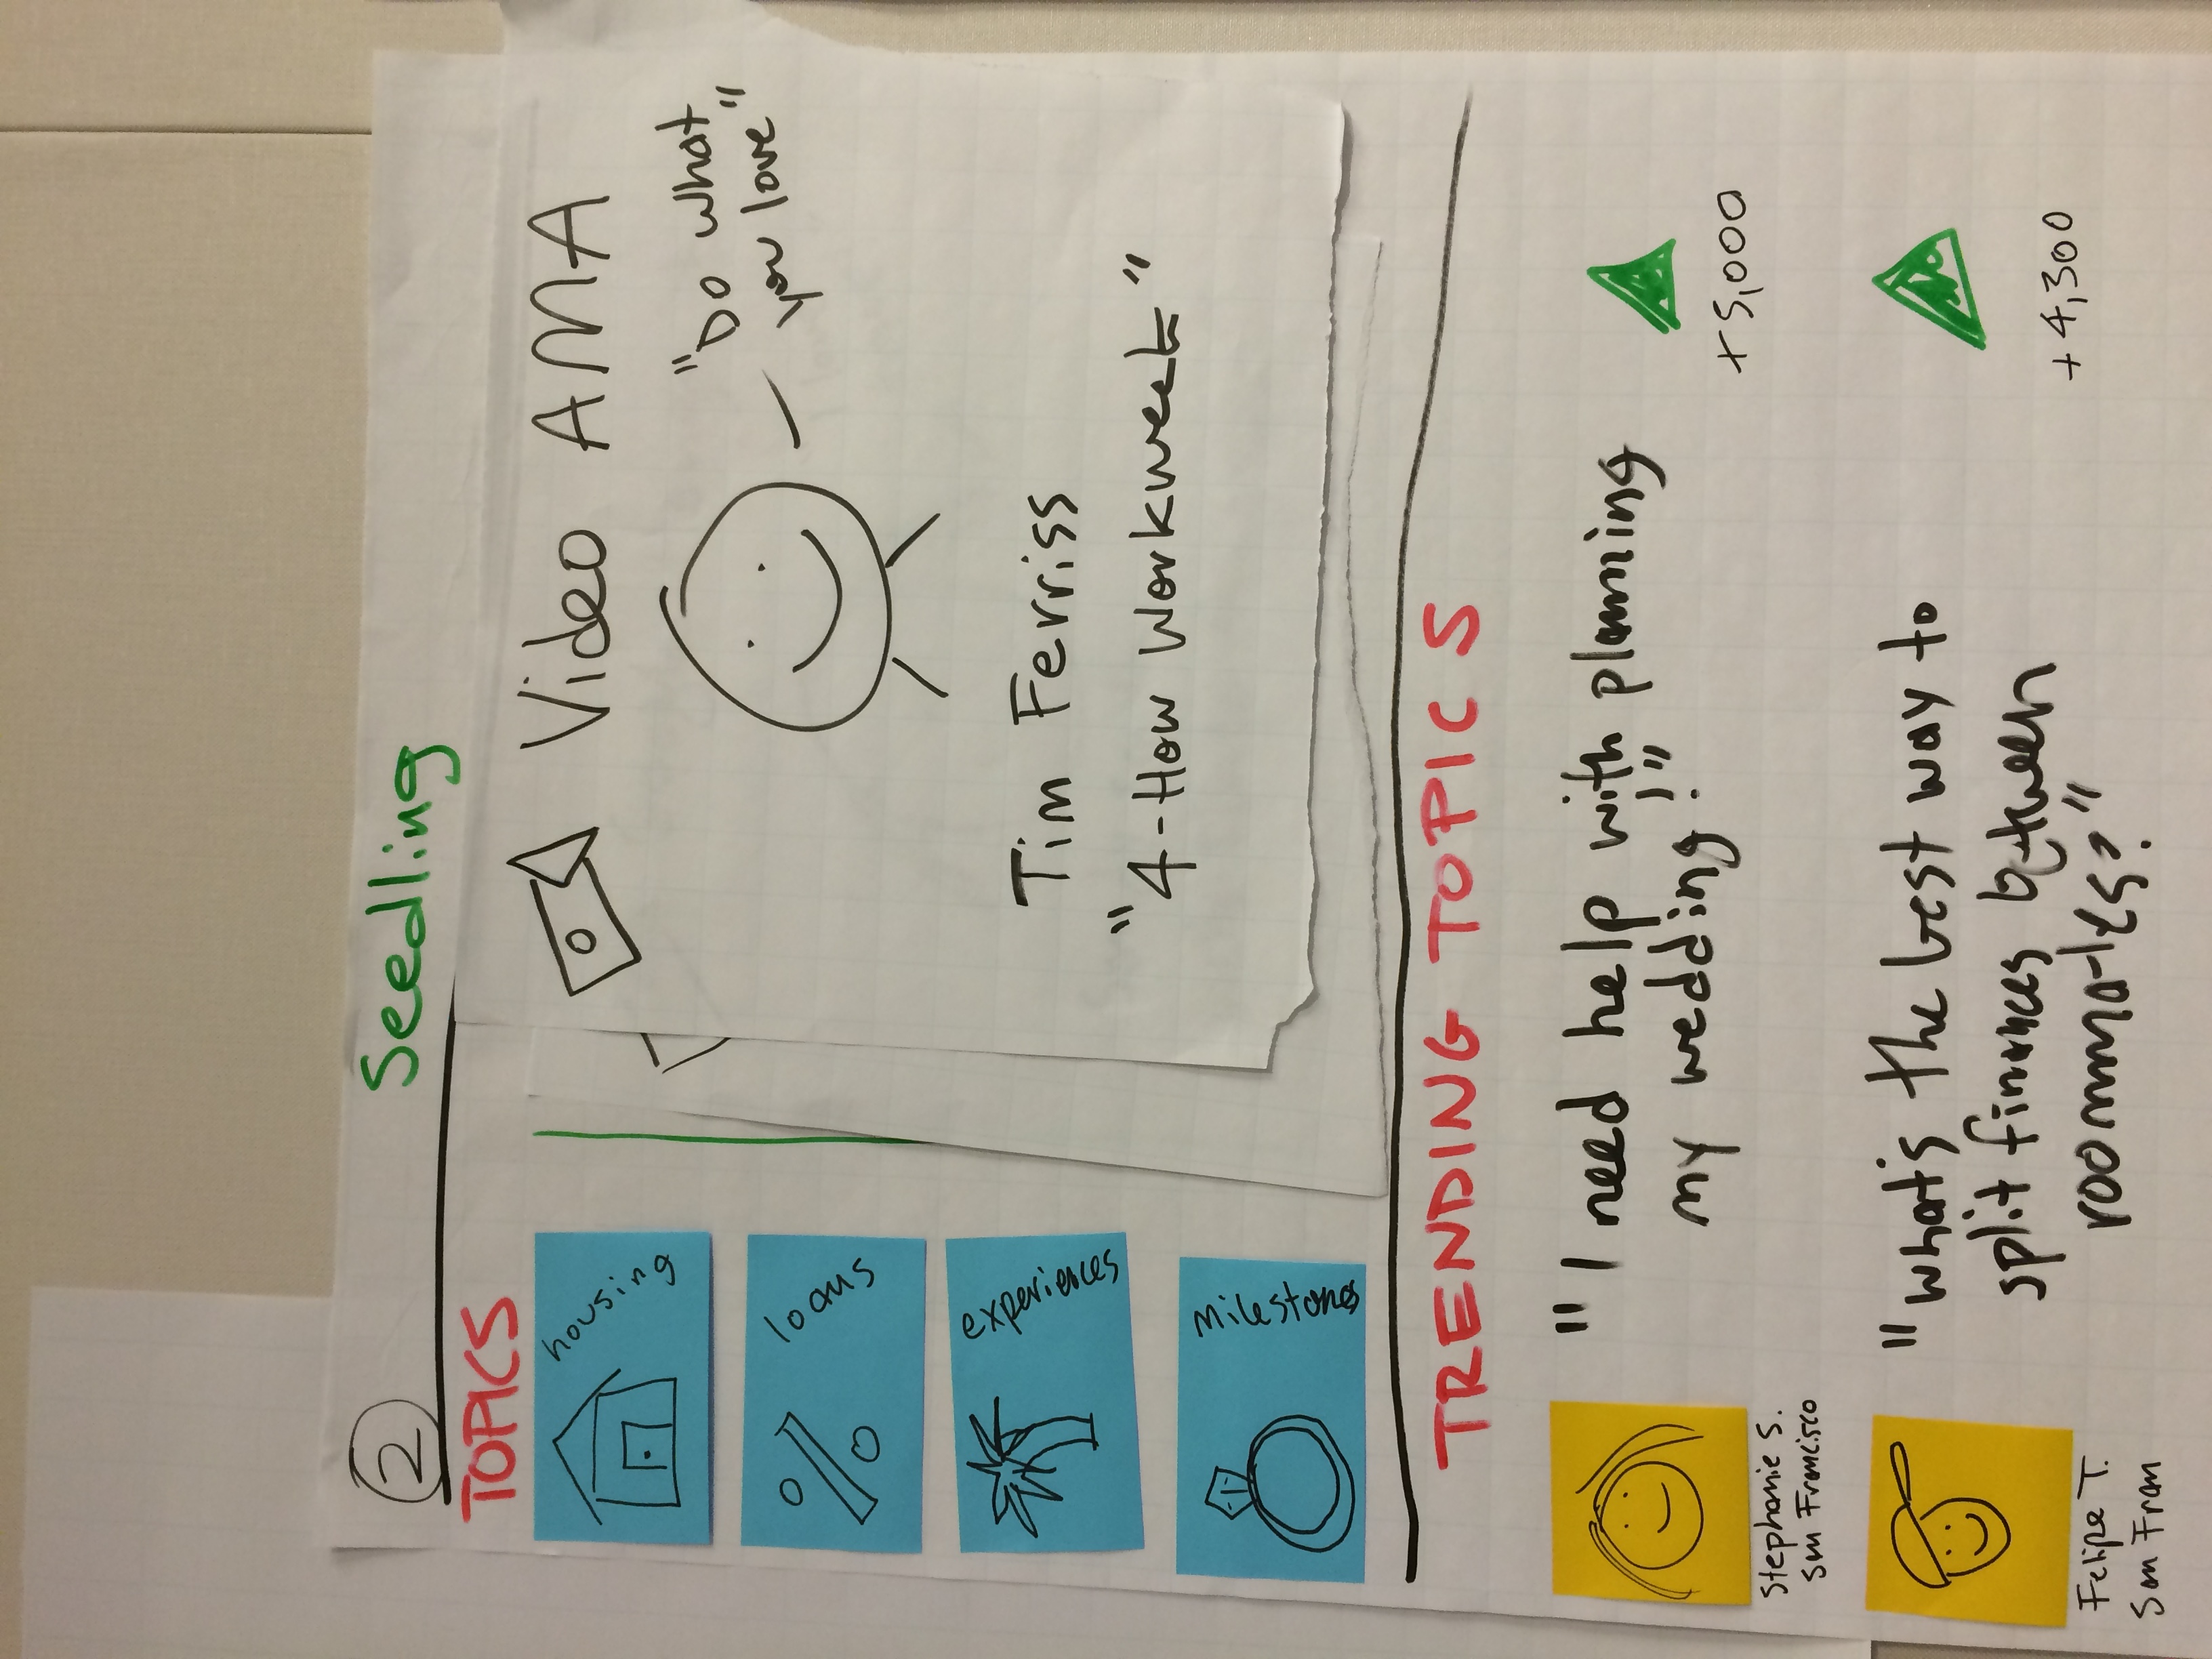 2
Seedling
TOPICS
housing
loans
experiences
milestones
Video AMA
"Do what
you love"
Tim Ferriss
"4-Hour Workweek"
TRENDING TOPICS
Stephanie S.
San Francisco
"I need help with planning
my wedding!"
+5,000
Felipe T.
San Fran
"what's the best way to
split finances between
roommates?"
+4,300